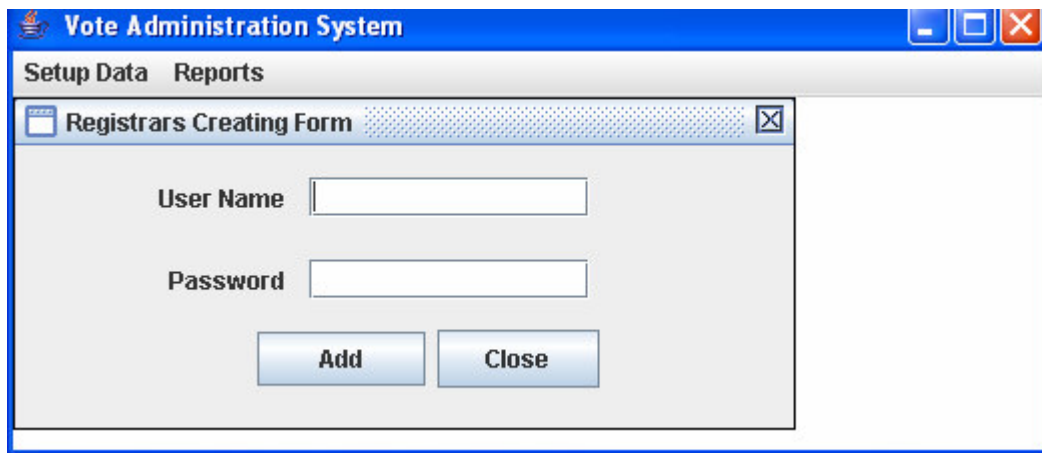 Vote Administration System
Setup Data Reports
Registrars Creating Form
User Name
Password
Add Close